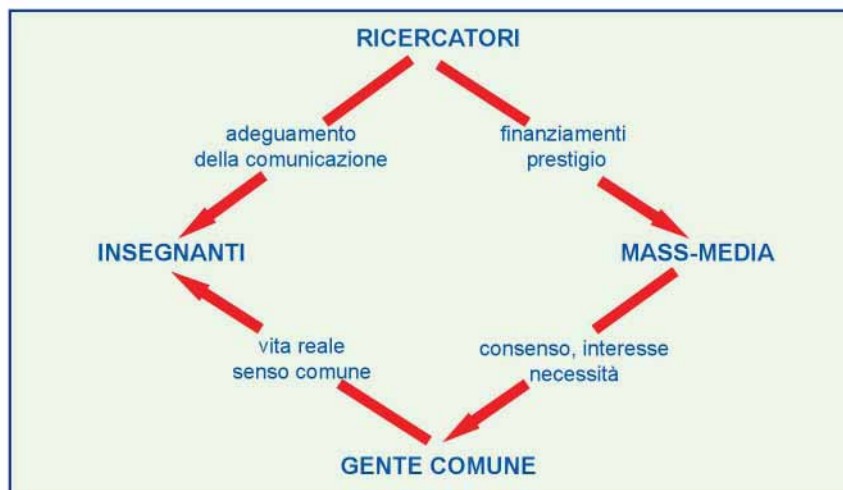 RICERCATORI
adeguamento
della comunicazione
finanziamenti
prestigio
INSEGNANTI
MASS-MEDIA
vita reale
senso comune
consenso, interesse
necessità
GENTE COMUNE